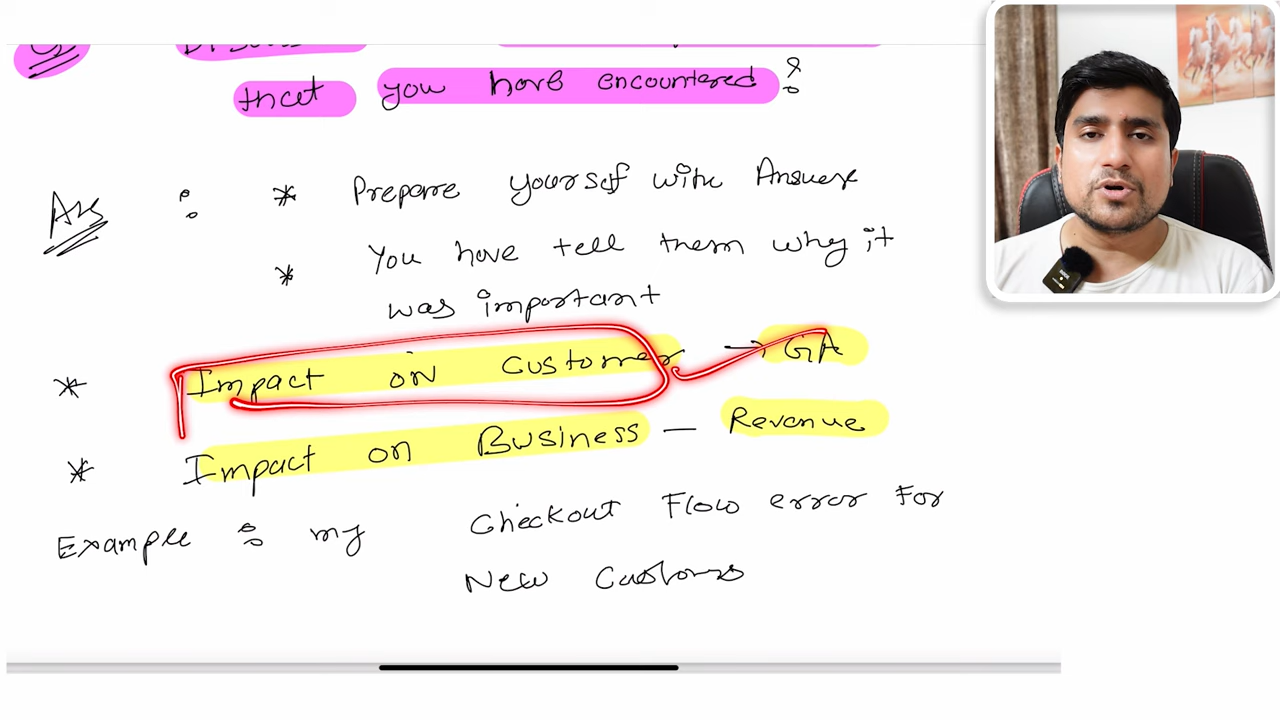 that you have encountered ?
Ans : * Prepare yourself with Answer
* You have tell them why it
was important
* Impact on Customer → GA
* Impact on Business — Revenue
Example : my Checkout Flow error For
New